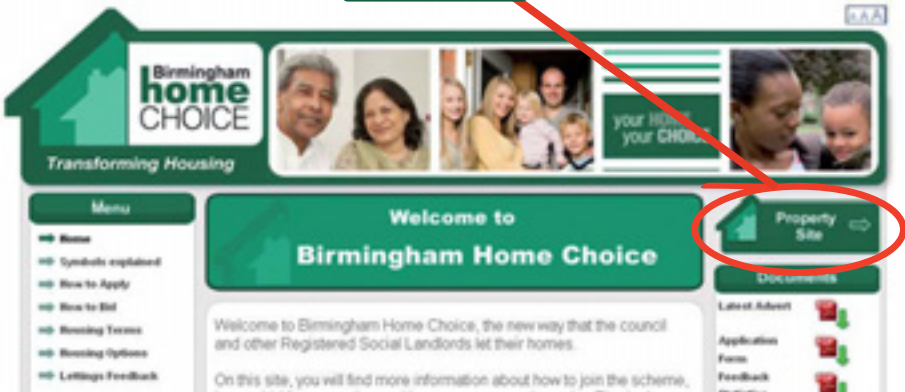 AAA
Birmingham
home
CHOICE
Transforming Housing
your HOME
your CHOICE
Menu
Home
Symbols explained
How to Apply
How to Bid
Housing Terms
Housing Options
Lettings Feedback
Welcome to
Birmingham Home Choice
Welcome to Birmingham Home Choice, the new way that the council
and other Registered Social Landlords let their homes.
On this site, you will find more information about how to join the scheme,
Property
Site
Documents
Latest Advert
Application
Form
Feedback